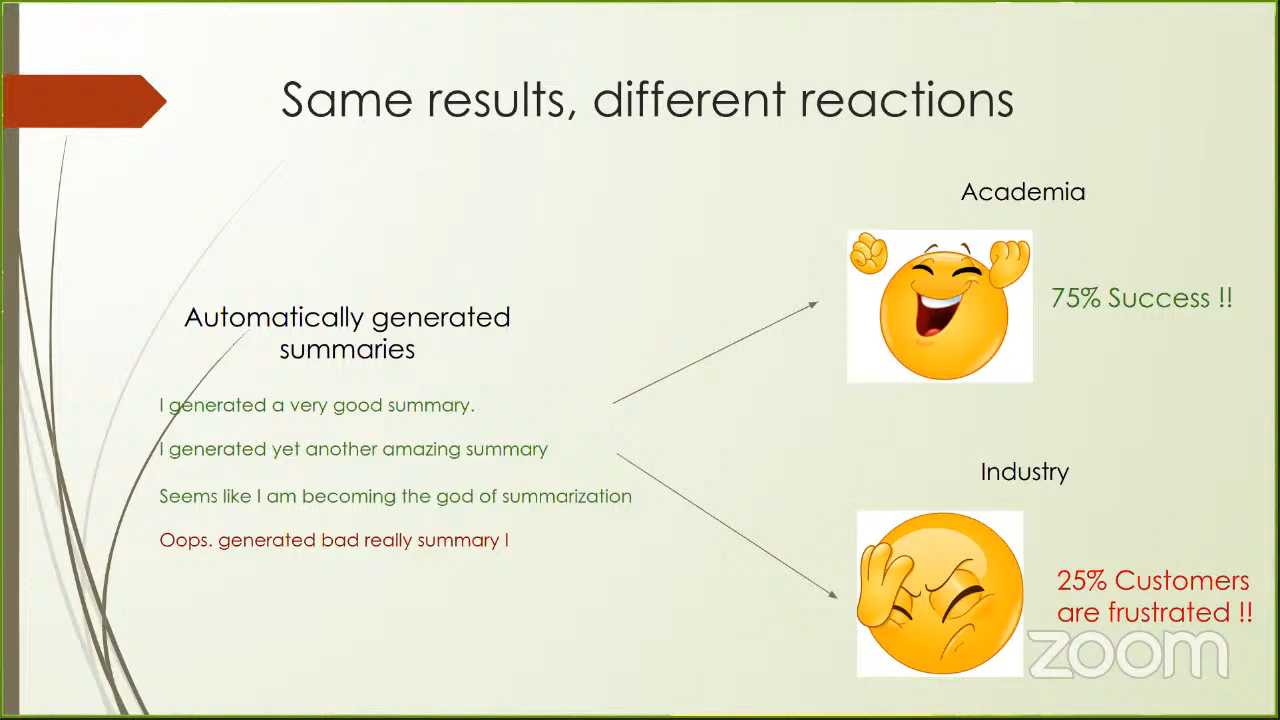 Same results, different reactions
Automatically generated
summaries
I generated a very good summary.
I generated yet another amazing summary
Seems like I am becoming the god of summarization
Oops. generated bad really summary I
Academia
75% Success !!
Industry
25% Customers
are frustrated !!
zoom